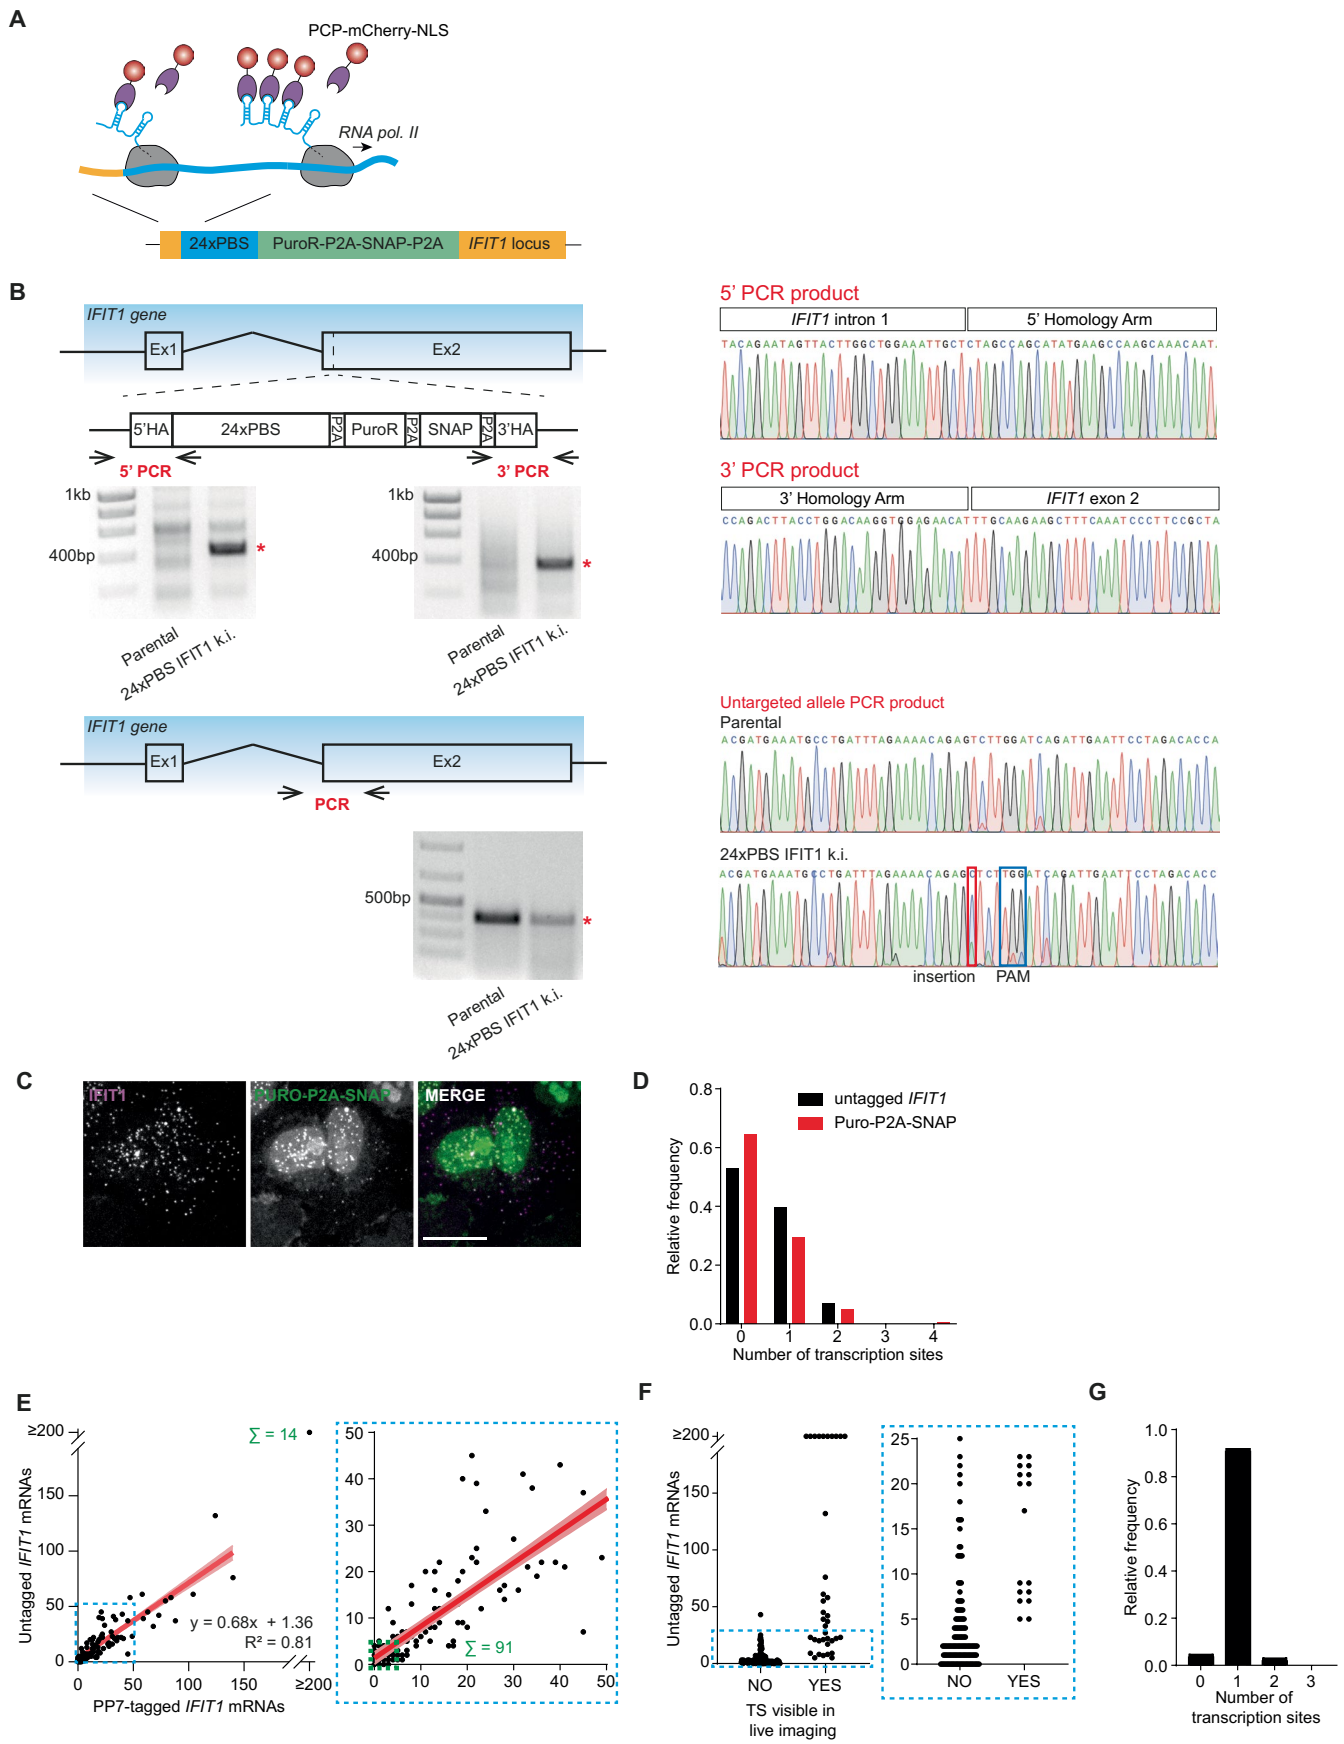 A
PCP-mCherry-NLS
RNA pol. II
24xPBS PuroR-P2A-SNAP-P2A IFIT1 locus
B
IFIT1 gene
Ex1 Ex2
5'HA 24xPBS P2A PuroR P2A SNAP P2A 3'HA
5' PCR 3' PCR
1kb
400bp
*
Parental
24xPBS IFIT1 k.i.
1kb
400bp
*
Parental
24xPBS IFIT1 k.i.
5' PCR product
IFIT1 intron 1 5' Homology Arm
TACAGAATAGTTACTTGGCTGGAAATTGCTCTAGCCAGCATATGAAGCCAAGCAAACAAT.
3' PCR product
3' Homology Arm IFIT1 exon 2
CCAGACTTACCTGGACAAGGTGGAGAACATTTGCAAGAAGCTTTCAAATCCCTTCCGCTA
IFIT1 gene
Ex1 Ex2
PCR
500bp
*
Parental
24xPBS IFIT1 k.i.
Untargeted allele PCR product
Parental
ACGATGAAATGCCTGATTTAGAAAACAGAGTCTTGGATCAGATTGAATTCCTAGACACCA
24xPBS IFIT1 k.i.
ACGATGAAATGCCTGATTTAGAAAACAGAGCTCTTGGATCAGATTGAATTCCTAGACACC
insertion PAM
C
IFIT1 PURO-P2A-SNAP MERGE
D
0.8
0.6
0.4
0.2
0.0
Relative frequency
untagged IFIT1
Puro-P2A-SNAP
0 1 2 3 4
Number of transcription sites
E
≥200
150
100
50
0
Untagged IFIT1 mRNAs
∑ = 14
y = 0.68x + 1.36
R² = 0.81
0 50 100 150 ≥200
PP7-tagged IFIT1 mRNAs
50
40
30
20
10
0
∑ = 91
0 10 20 30 40 50
F
≥200
150
100
50
0
Untagged IFIT1 mRNAs
NO YES
TS visible in
live imaging
25
20
15
10
5
0
NO YES
G
1.0
0.8
0.6
0.4
0.2
0.0
Relative frequency
0 1 2 3
Number of
transcription sites